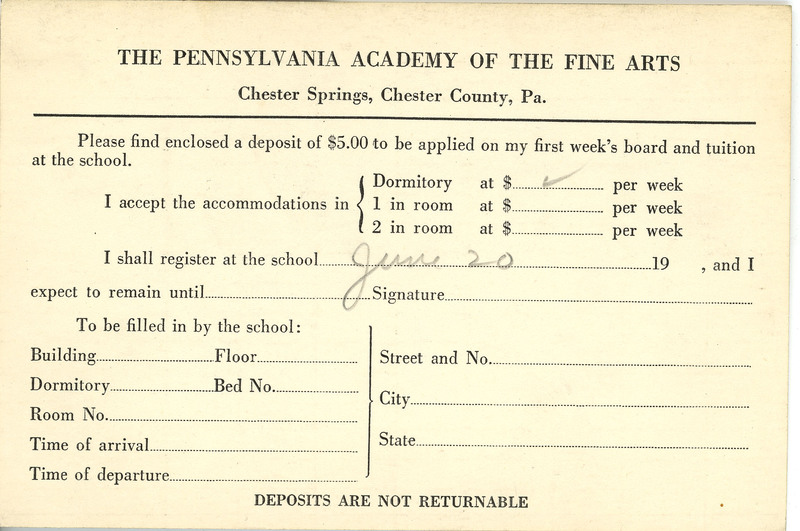 THE PENNSYLVANIA ACADEMY OF THE FINE ARTS
Chester Springs, Chester County, Pa.
Please find enclosed a deposit of $5.00 to be applied on my first week's board and tuition
at the school.
I accept the accommodations in { Dormitory at $ ✓ per week
1 in room at $ per week
2 in room at $ per week
I shall register at the school June 20 19 , and I
expect to remain until Signature
To be filled in by the school:
Building Floor
Dormitory Bed No.
Room No.
Time of arrival
Time of departure
Street and No.
City
State
DEPOSITS ARE NOT RETURNABLE